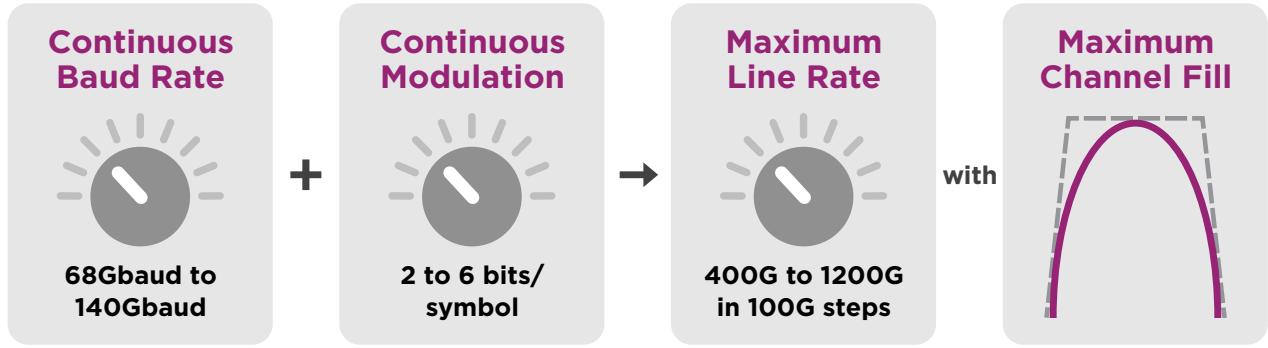 Continuous
Baud Rate
68Gbaud to
140Gbaud
+
Continuous
Modulation
2 to 6 bits/
symbol
Maximum
Line Rate
400G to 1200G
in 100G steps
with
Maximum
Channel Fill